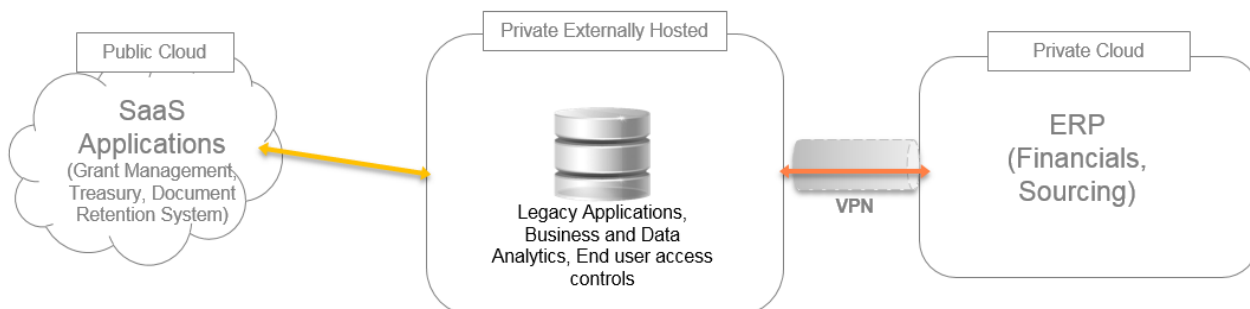 Public Cloud
SaaS
Applications
(Grant Management,
Treasury, Document
Retention System)
Private Externally Hosted
Legacy Applications,
Business and Data
Analytics, End user access
controls
VPN
Private Cloud
ERP
(Financials,
Sourcing)